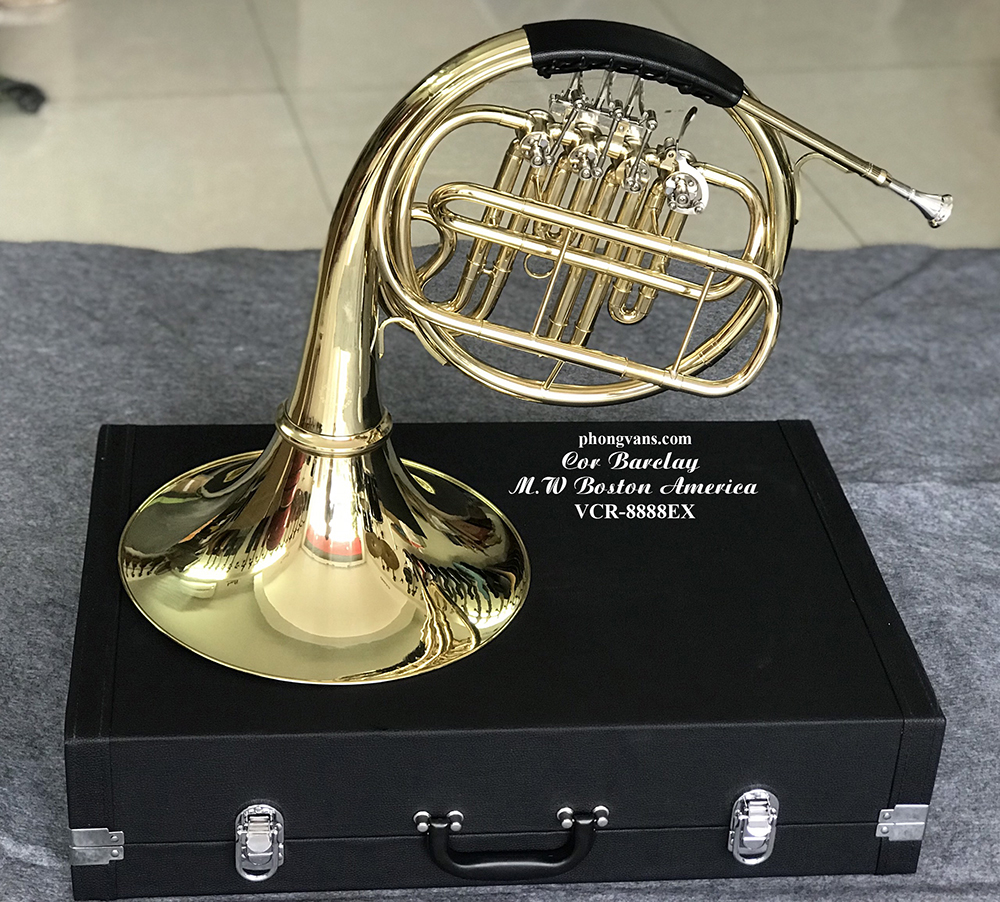 phongvans.com
Cor Barclay
M.W Boston America
VCR-8888EX